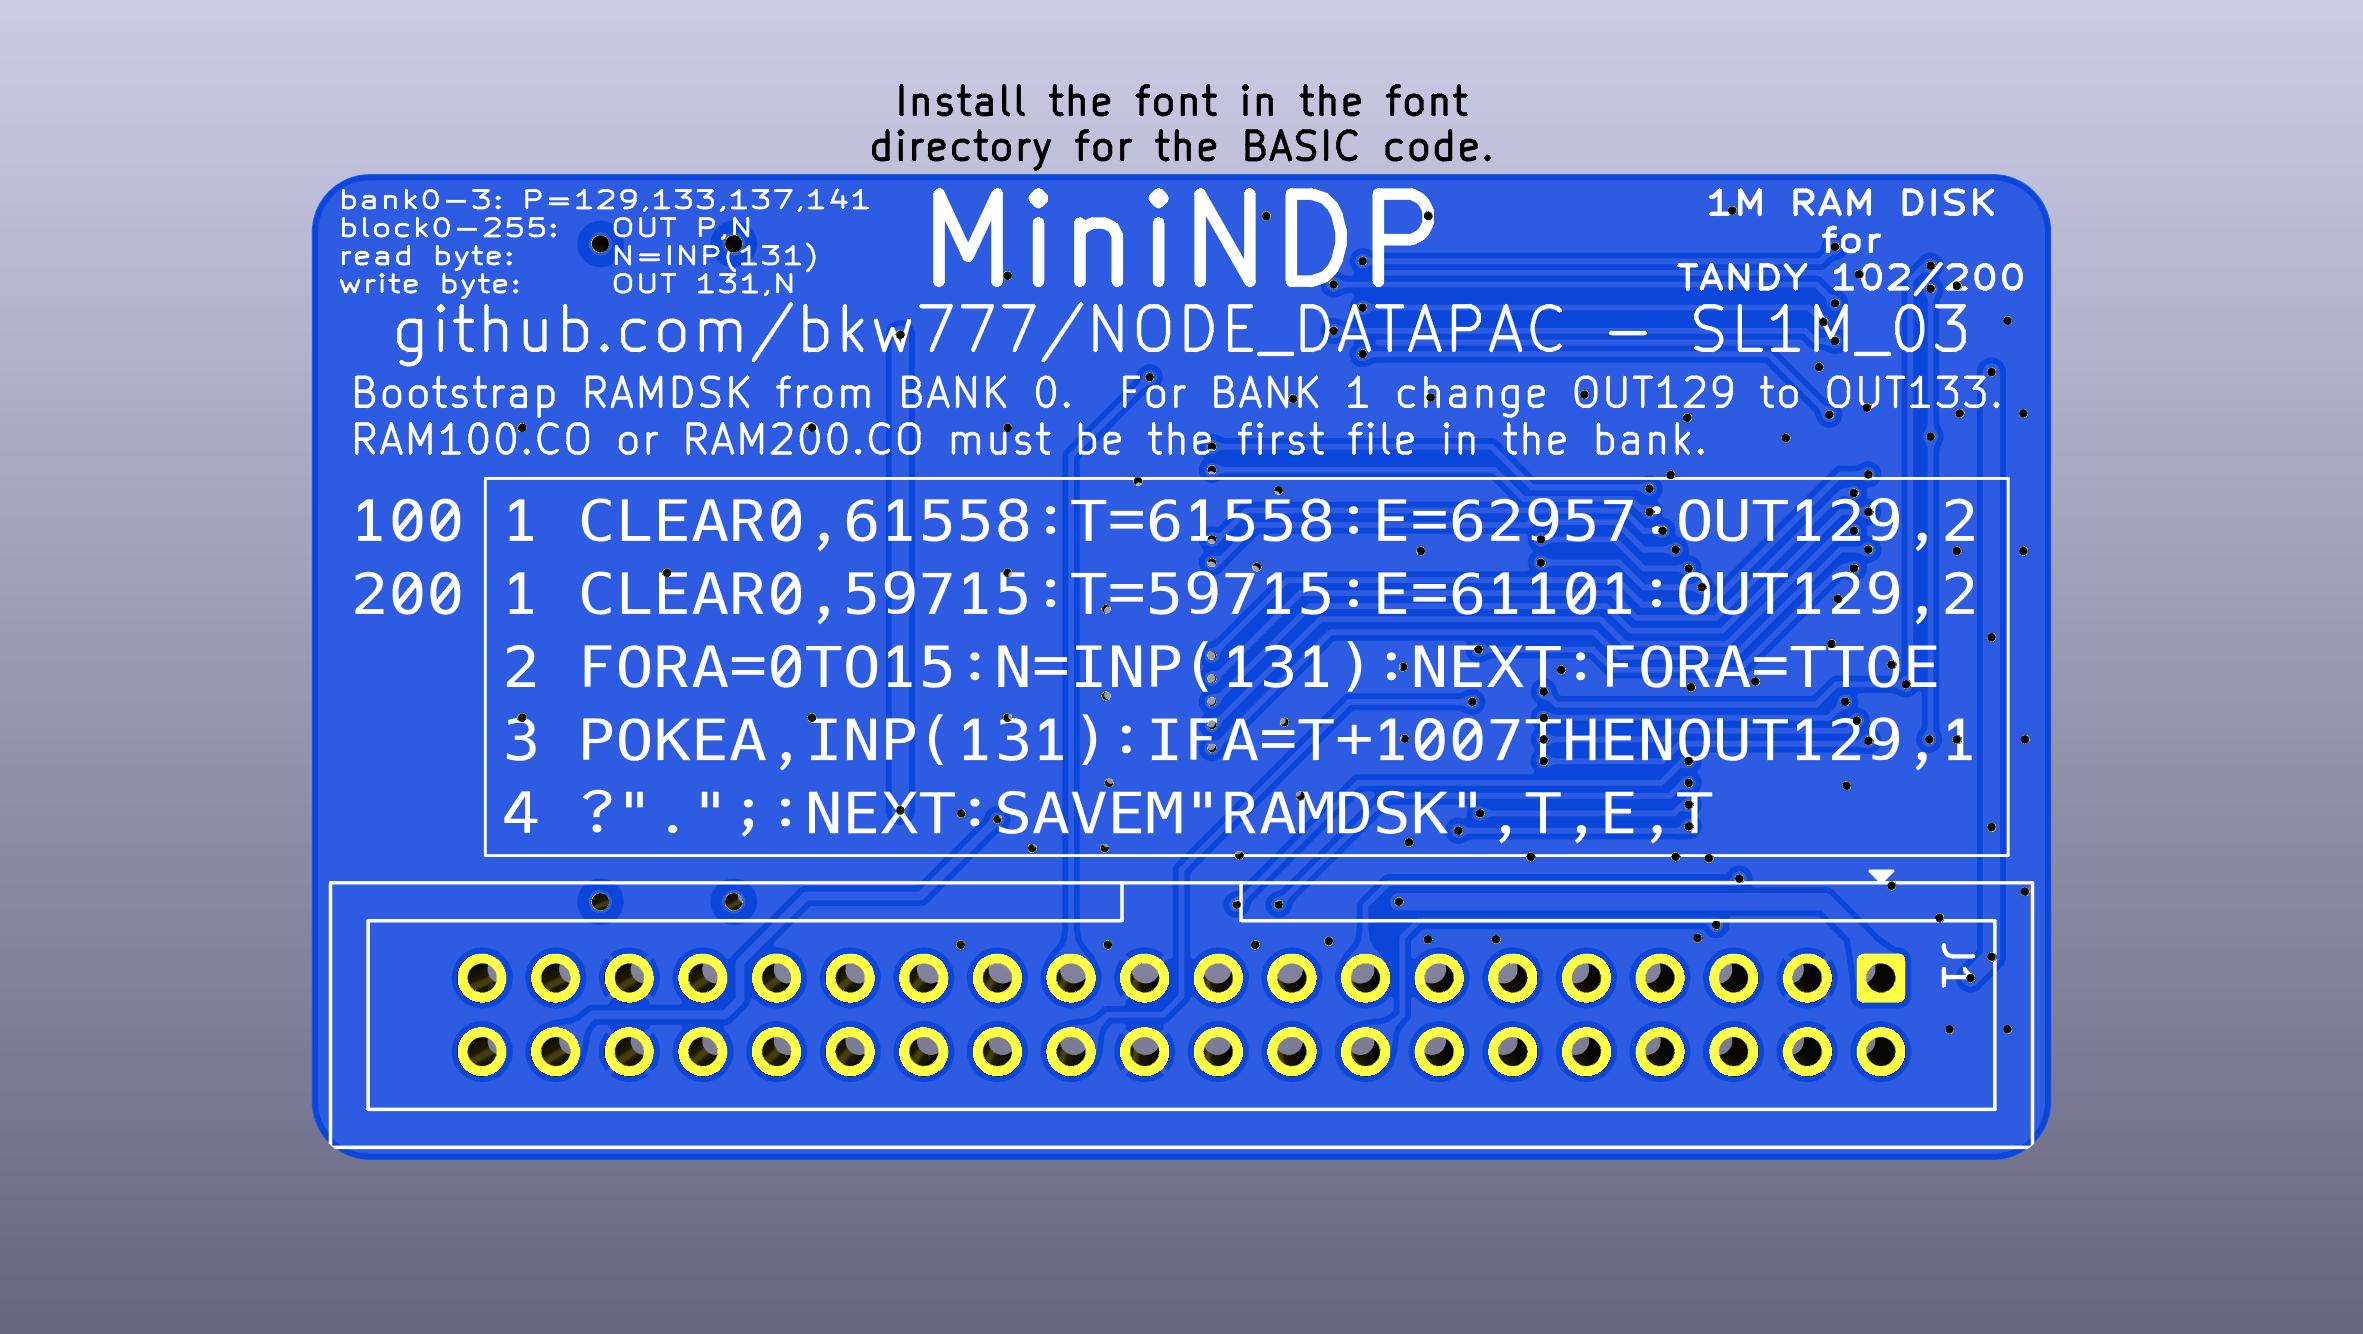 Install the font in the font
directory for the BASIC code.
bank0-3: P=129,133,137,141
block0-255: OUT P,N
read byte: N=INP(131)
write byte: OUT 131,N
MiniNDP
1M RAM DISK
for
TANDY 102/200
github.com/bkw777/NODE_DATAPAC - SL1M_03
Bootstrap RAMDSK from BANK 0. For BANK 1 change OUT129 to OUT133.
RAM100.CO or RAM200.CO must be the first file in the bank.
100 1 CLEAR0,61558:T=61558:E=62957:OUT129,2
200 1 CLEAR0,59715:T=59715:E=61101:OUT129,2
2 FORA=0TO15:N=INP(131):NEXT:FORA=TTOE
3 POKEA,INP(131):IFA=T+1007THENOUT129,1
4 ?".";:NEXT:SAVEM"RAMDSK",T,E,T
J1